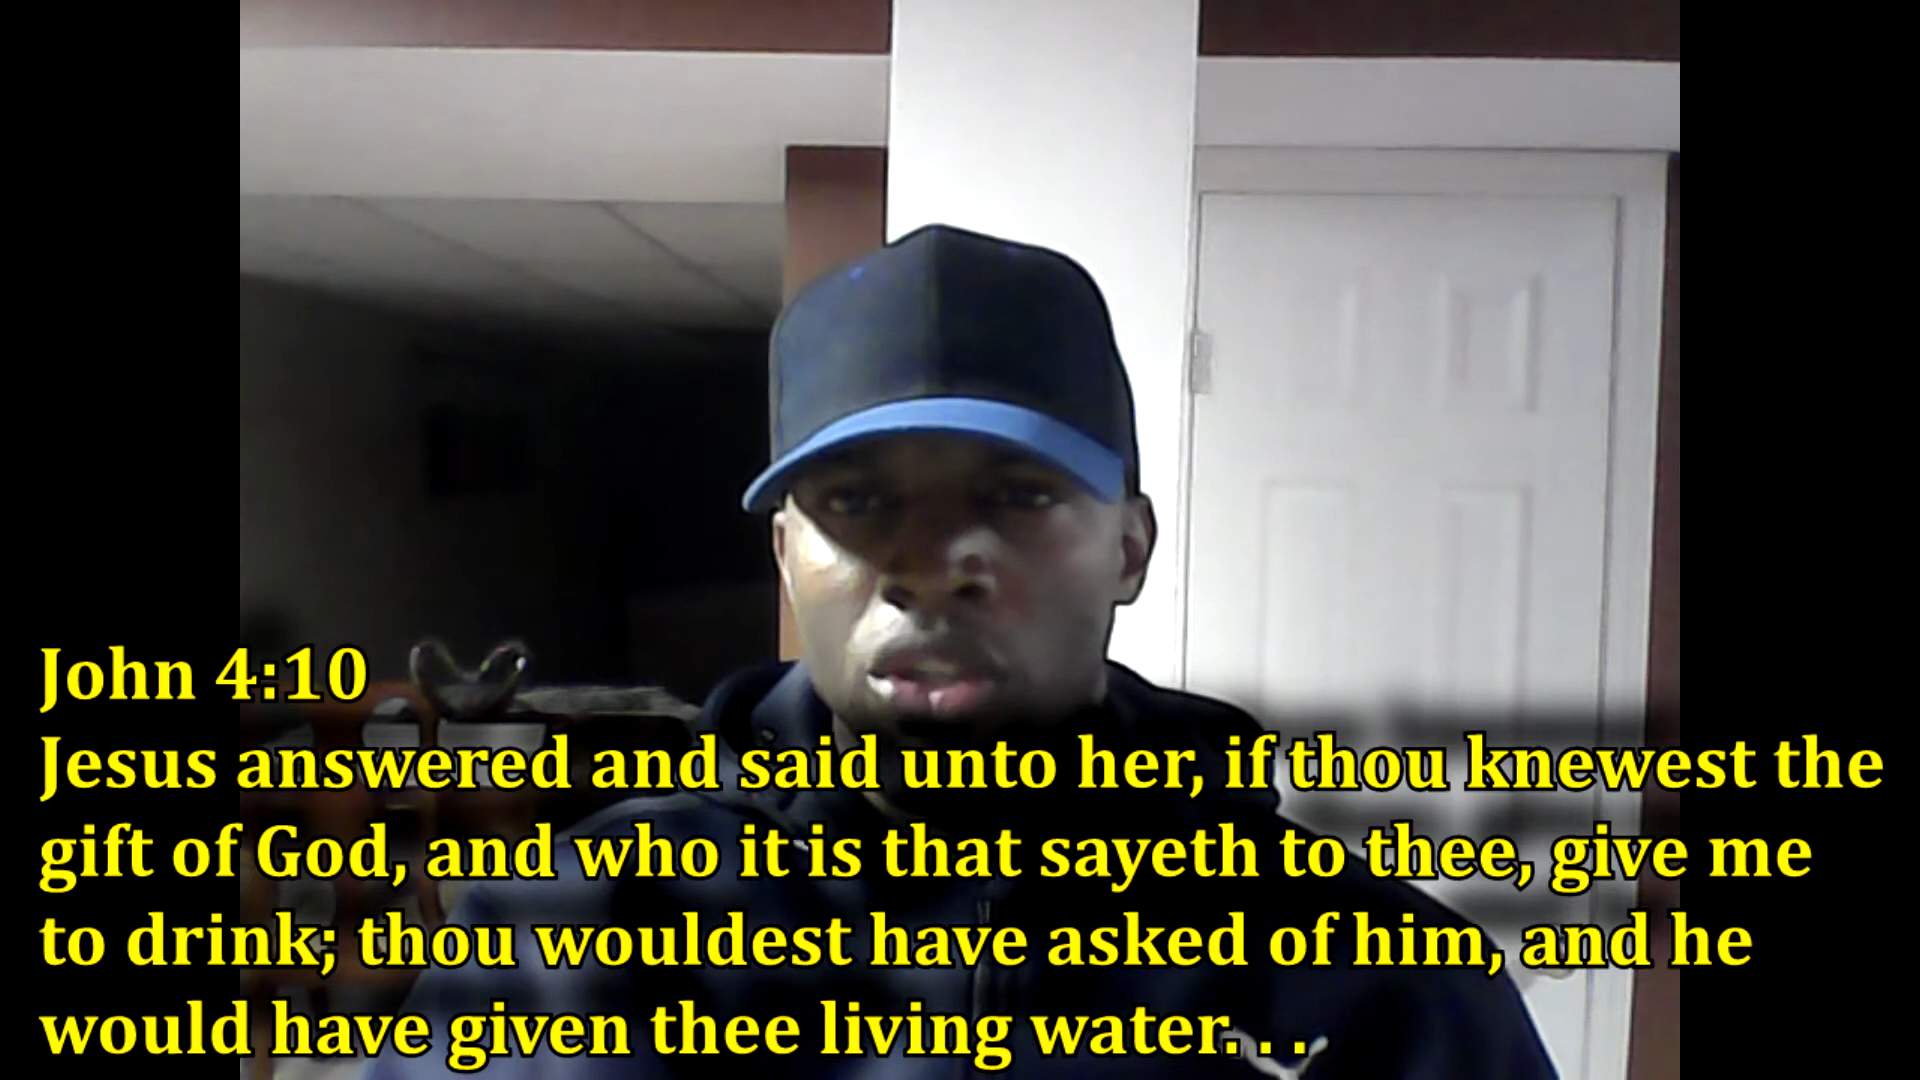 John 4:10
Jesus answered and said unto her, if thou knewest the
gift of God, and who it is that sayeth to thee, give me
to drink; thou wouldest have asked of him, and he
would have given thee living water. . .